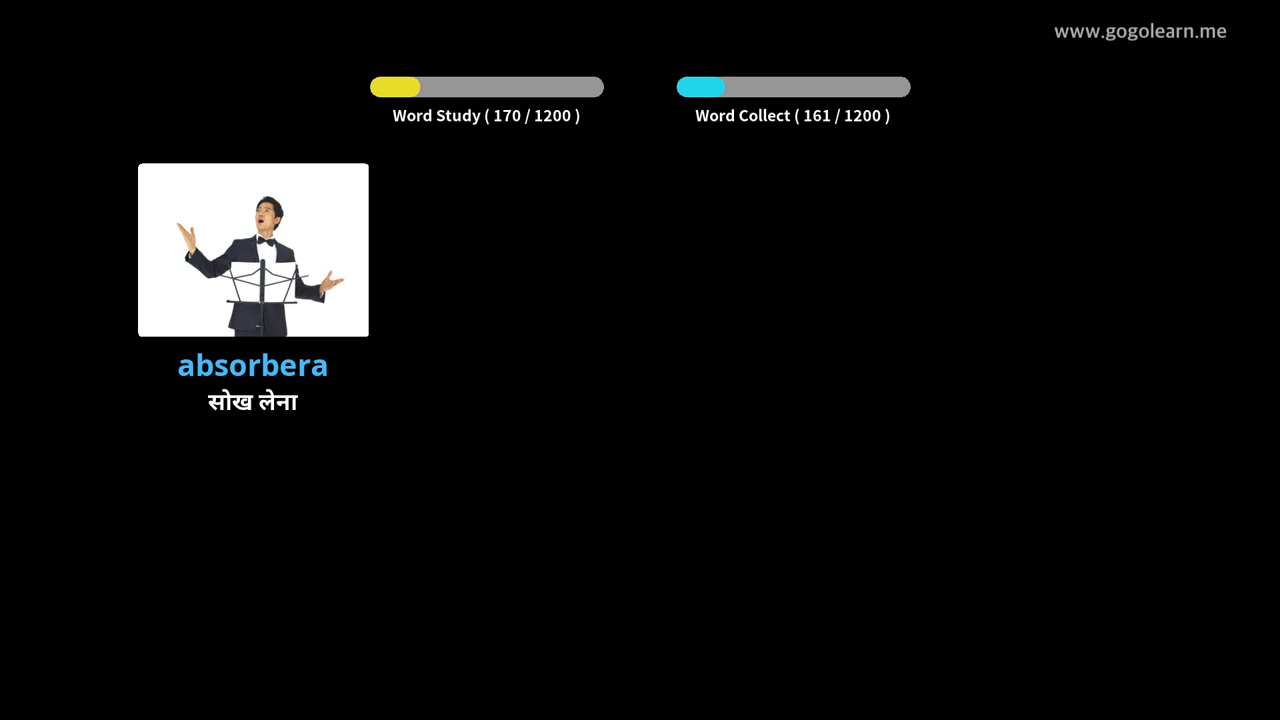 www.gogolearn.me
Word Study ( 170 / 1200 )
Word Collect ( 161 / 1200 )
absorbera
सोख लेना